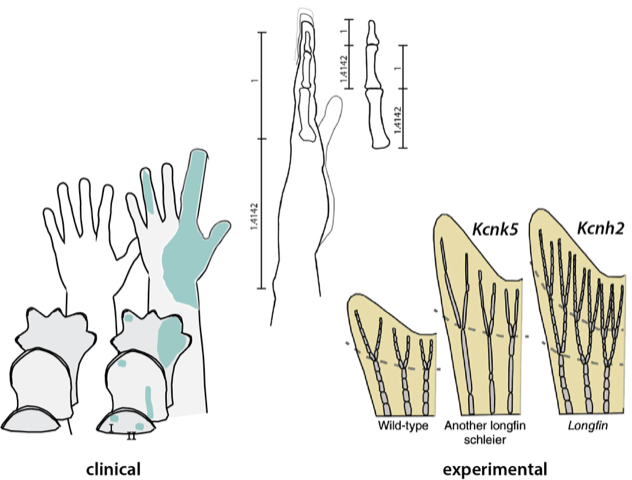 1
1.4142
1
1.4142
1
1.4142
Kcnk5
Kcnh2
I
II
Wild-type
Another longfin
schleier
Longfin
clinical
experimental